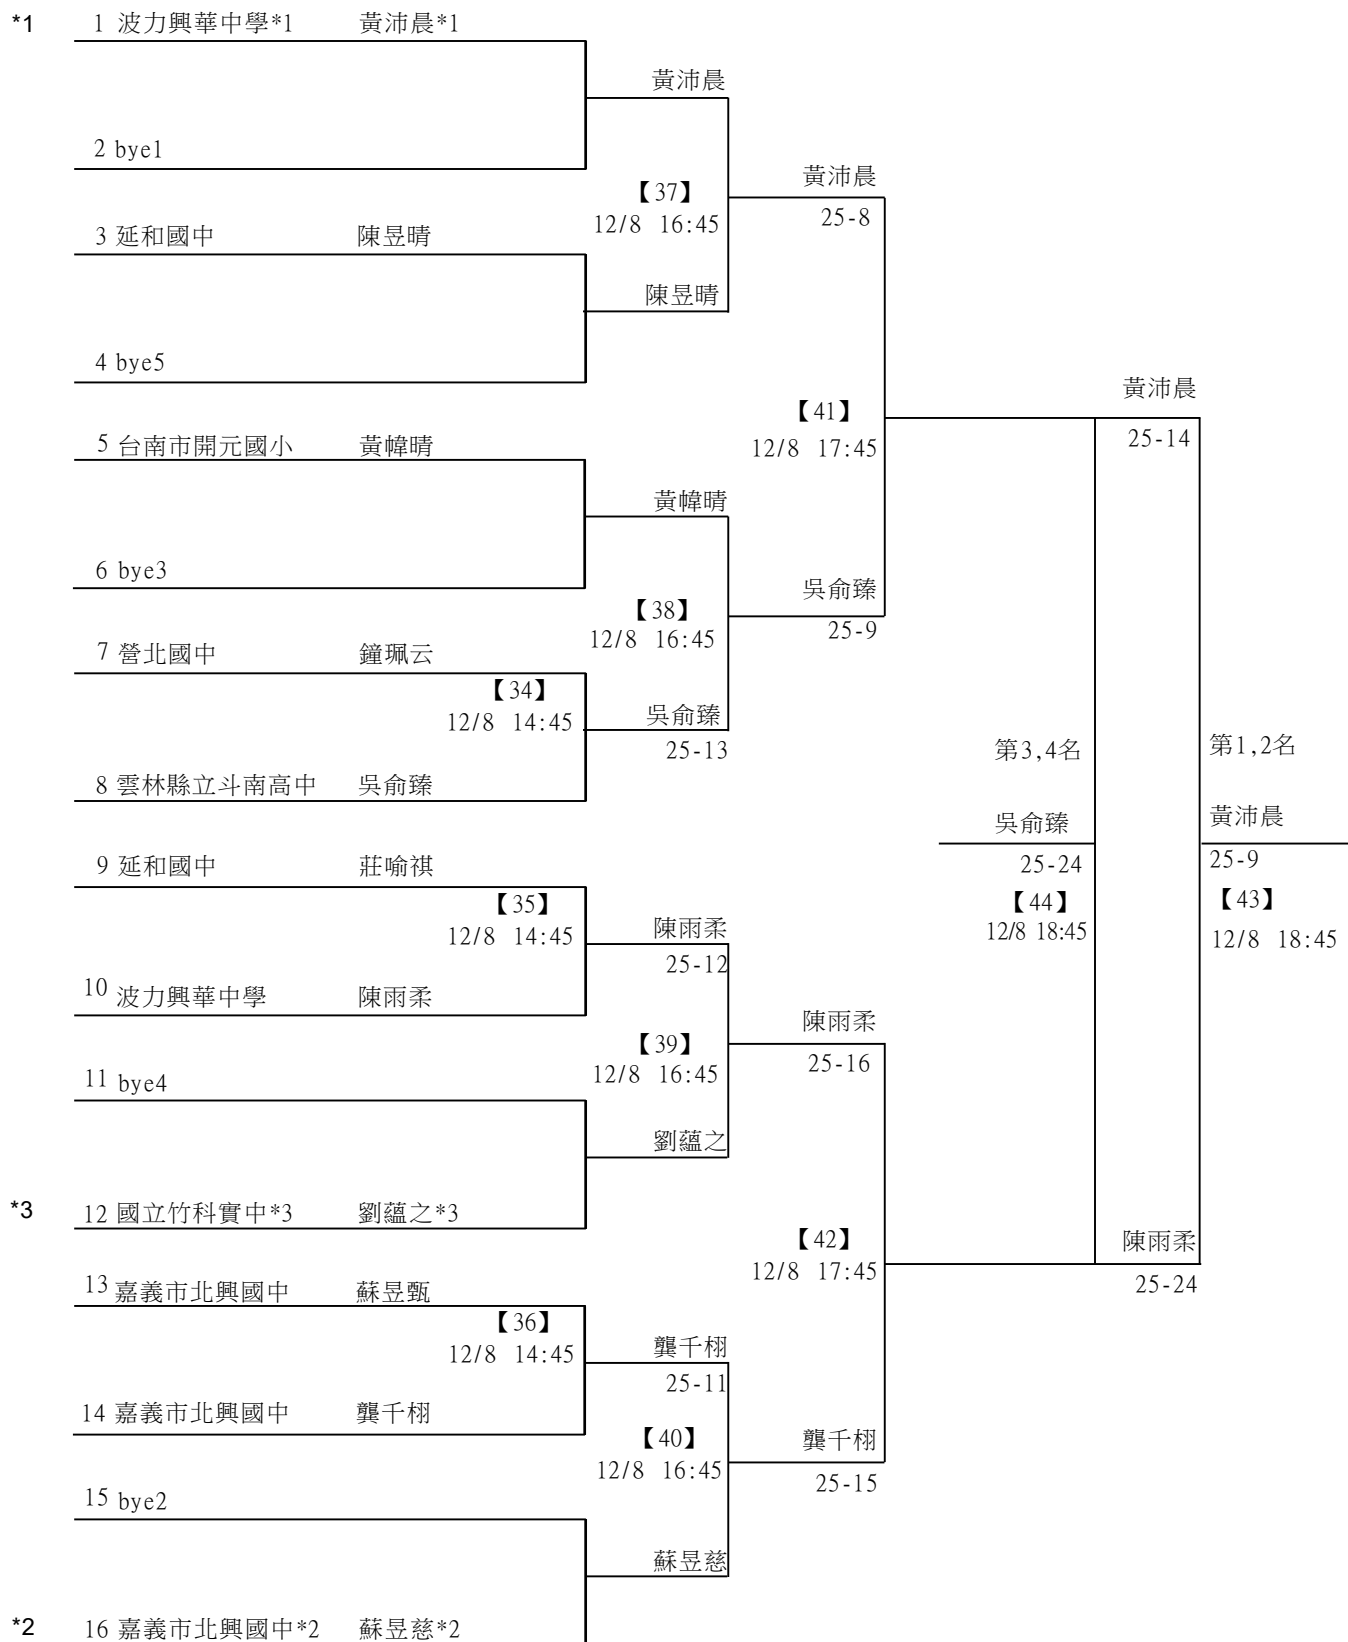 *1 1 波力興華中學*1 黃沛晨*1
黃沛晨
2 bye1
黃沛晨
【37】
25-8
12/8 16:45
3 延和國中 陳昱晴
陳昱晴
4 bye5
黃沛晨
【41】
25-14
12/8 17:45
5 台南市開元國小 黃幃晴
黃幃晴
6 bye3
吳俞臻
【38】
25-9
12/8 16:45
7 營北國中 鐘珮云
【34】
12/8 14:45
吳俞臻
25-13
第3,4名
第1,2名
8 雲林縣立斗南高中 吳俞臻
吳俞臻
黃沛晨
25-24
25-9
【44】
【43】
12/8 18:45
12/8 18:45
9 延和國中 莊喻祺
【35】
12/8 14:45
陳雨柔
25-12
10 波力興華中學 陳雨柔
陳雨柔
【39】
25-16
12/8 16:45
11 bye4
劉蘊之
*3 12 國立竹科實中*3 劉蘊之*3
【42】
12/8 17:45
陳雨柔
25-24
13 嘉義市北興國中 蘇昱甄
【36】
12/8 14:45
龔千栩
25-11
14 嘉義市北興國中 龔千栩
【40】
12/8 16:45
龔千栩
25-15
15 bye2
蘇昱慈
*2 16 嘉義市北興國中*2 蘇昱慈*2